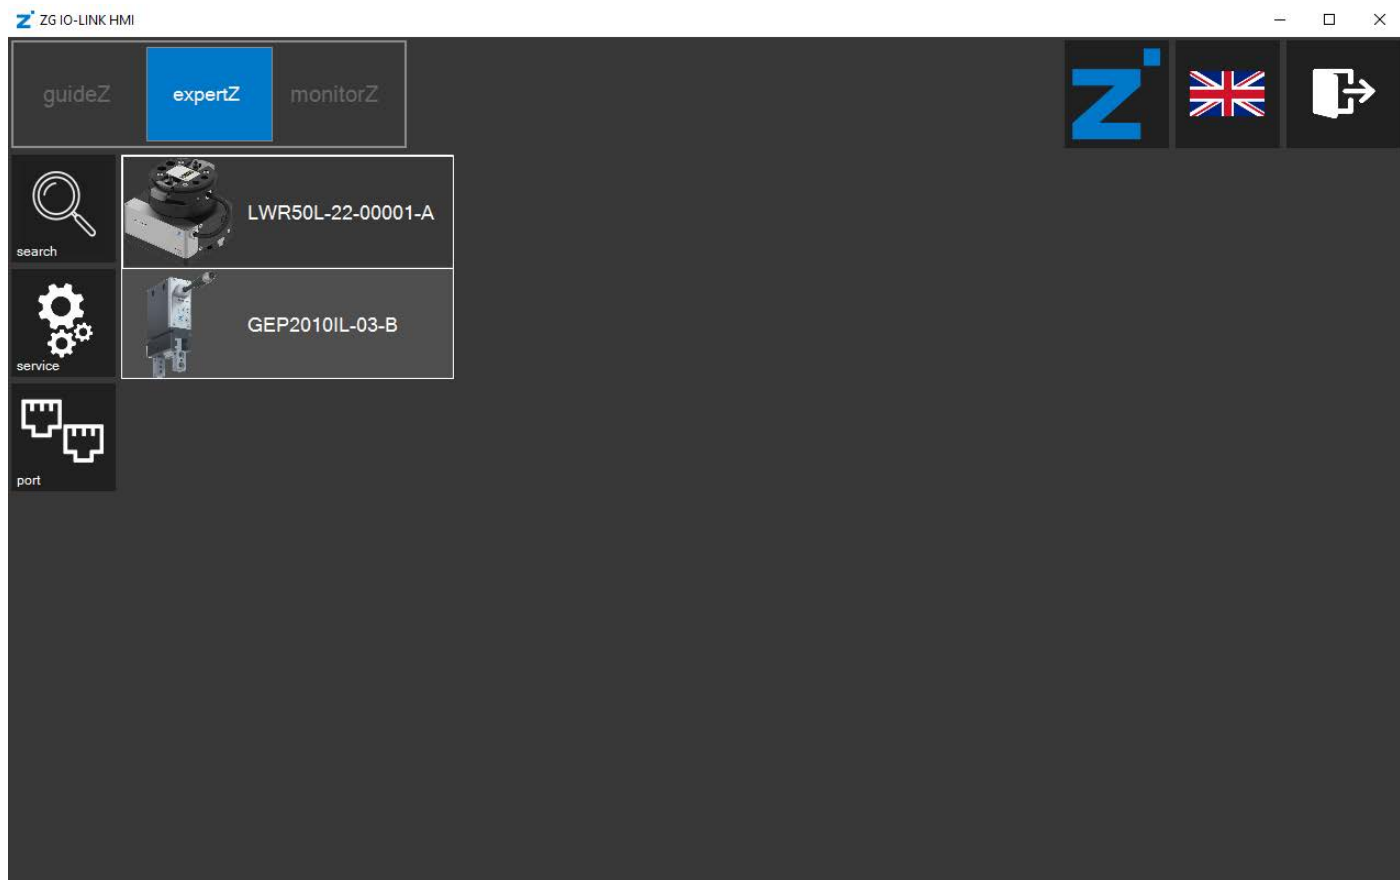 ZG IO-LINK HMI
guideZ expertZ monitorZ
search
LWR50L-22-00001-A
service
GEP2010IL-03-B
port